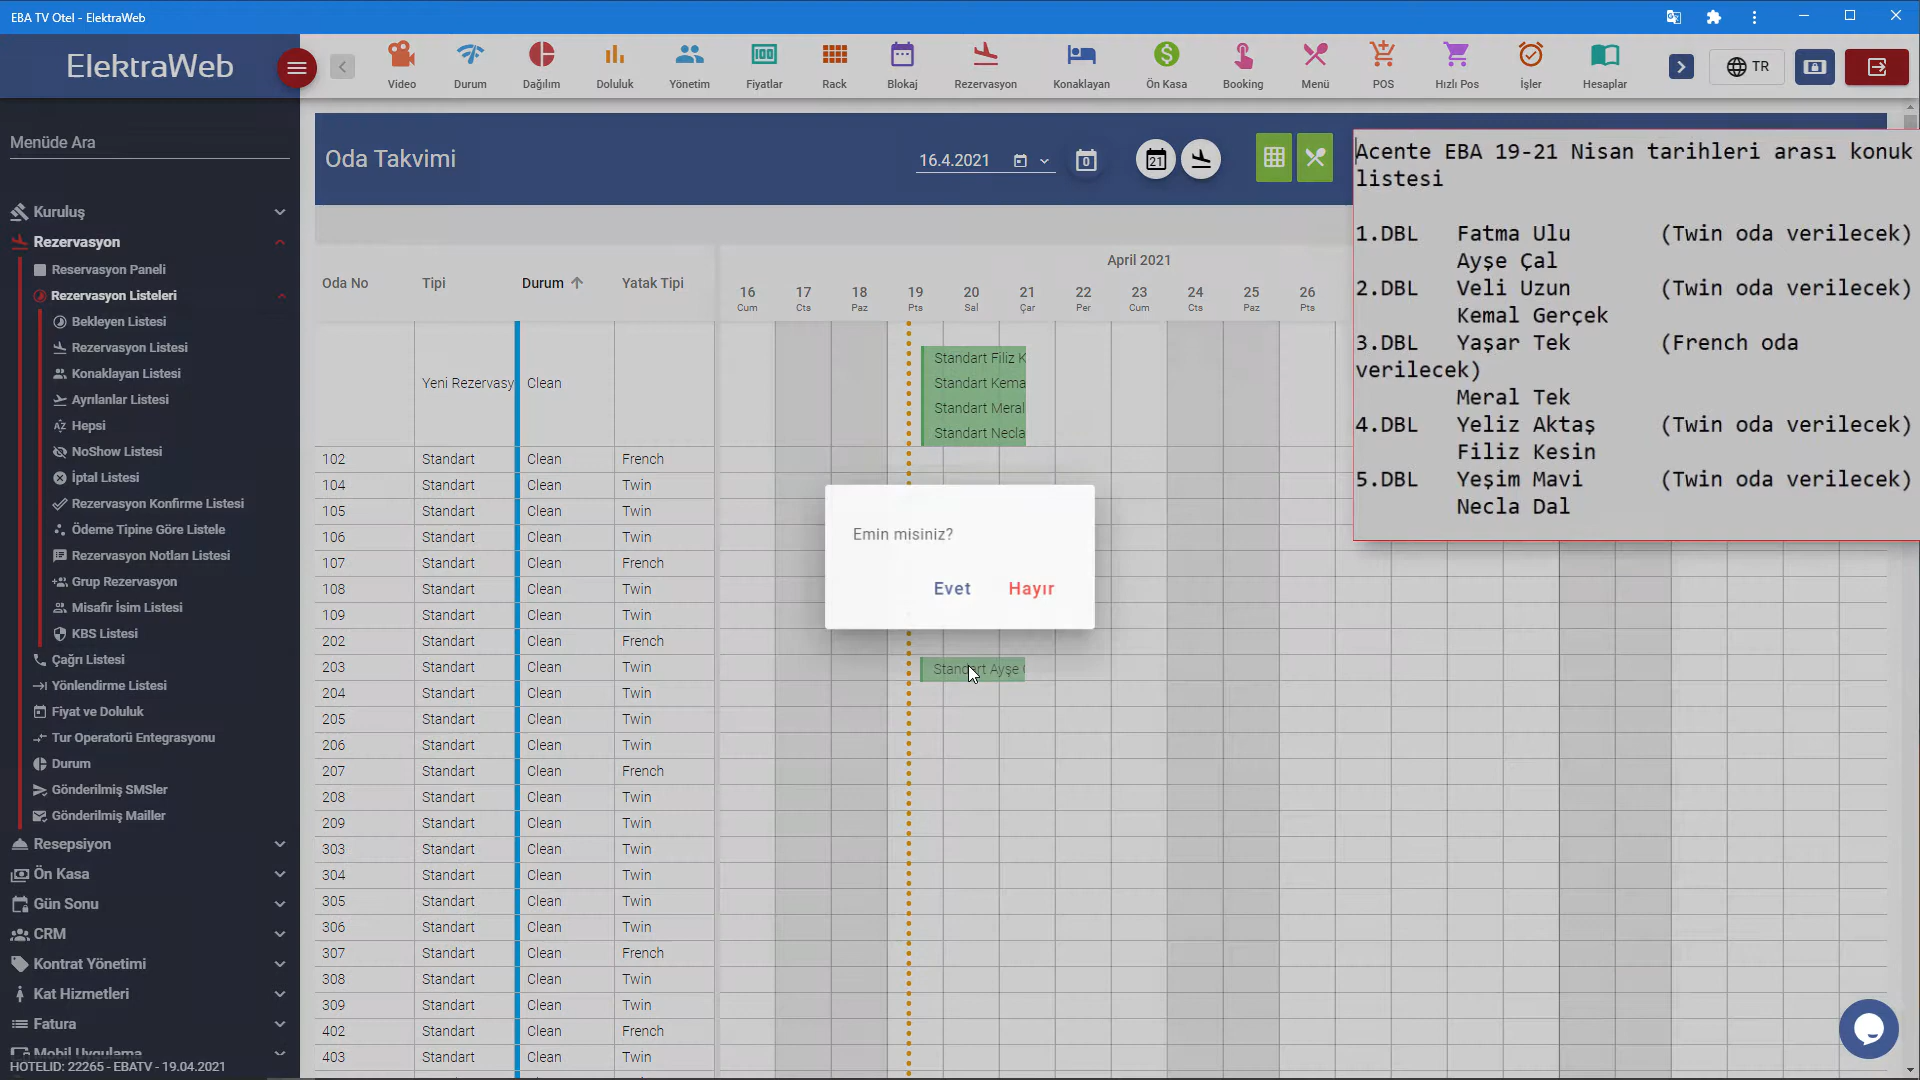 EBA TV Otel - ElektraWeb
ElektraWeb
Video
Durum
Dağılım
Doluluk
Yönetim
Fiyatlar
Rack
Blokaj
Rezervasyon
Konaklayan
Ön Kasa
Booking
Menü
POS
Hızlı Pos
İşler
Hesaplar
TR
Menüde Ara
Kuruluş
Rezervasyon
Reservasyon Paneli
Rezervasyon Listeleri
Bekleyen Listesi
Rezervasyon Listesi
Konaklayan Listesi
Ayrılanlar Listesi
Hepsi
NoShow Listesi
İptal Listesi
Rezervasyon Konfirme Listesi
Ödeme Tipine Göre Listele
Rezervasyon Notları Listesi
Grup Rezervasyon
Misafir İsim Listesi
KBS Listesi
Çağrı Listesi
Yönlendirme Listesi
Fiyat ve Doluluk
Tur Operatorü Entegrasyonu
Durum
Gönderilmiş SMSler
Gönderilmiş Mailler
Resepsiyon
Ön Kasa
Gün Sonu
CRM
Kontrat Yönetimi
Kat Hizmetleri
Fatura
Mobil Uygulama
HOTELID: 22265 - EBATV - 19.04.2021
Oda Takvimi
16.4.2021
0
21
Acente EBA 19-21 Nisan tarihleri arası konuk
listesi
1.DBL Fatma Ulu (Twin oda verilecek)
Ayşe Çal
2.DBL Veli Uzun (Twin oda verilecek)
Kemal Gerçek
3.DBL Yaşar Tek (French oda
verilecek)
Meral Tek
4.DBL Yeliz Aktaş (Twin oda verilecek)
Filiz Kesin
5.DBL Yeşim Mavi (Twin oda verilecek)
Necla Dal
April 2021
Oda No Tipi Durum Yatak Tipi
16 17 18 19 20 21 22 23 24 25 26
Cum Cts Paz Pts Sal Çar Per Cum Cts Paz Pts
Yeni Rezervasy Clean
Standart Filiz K
Standart Kema
Standart Meral
Standart Necla
102 Standart Clean French
104 Standart Clean Twin
105 Standart Clean Twin
106 Standart Clean Twin
107 Standart Clean French
108 Standart Clean Twin
109 Standart Clean Twin
202 Standart Clean French
203 Standart Clean Twin Standart Ayşe
204 Standart Clean Twin
205 Standart Clean Twin
206 Standart Clean Twin
207 Standart Clean French
208 Standart Clean Twin
209 Standart Clean Twin
303 Standart Clean Twin
304 Standart Clean Twin
305 Standart Clean Twin
306 Standart Clean Twin
307 Standart Clean French
308 Standart Clean Twin
309 Standart Clean Twin
402 Standart Clean French
403 Standart Clean Twin
Emin misiniz?
Evet Hayır